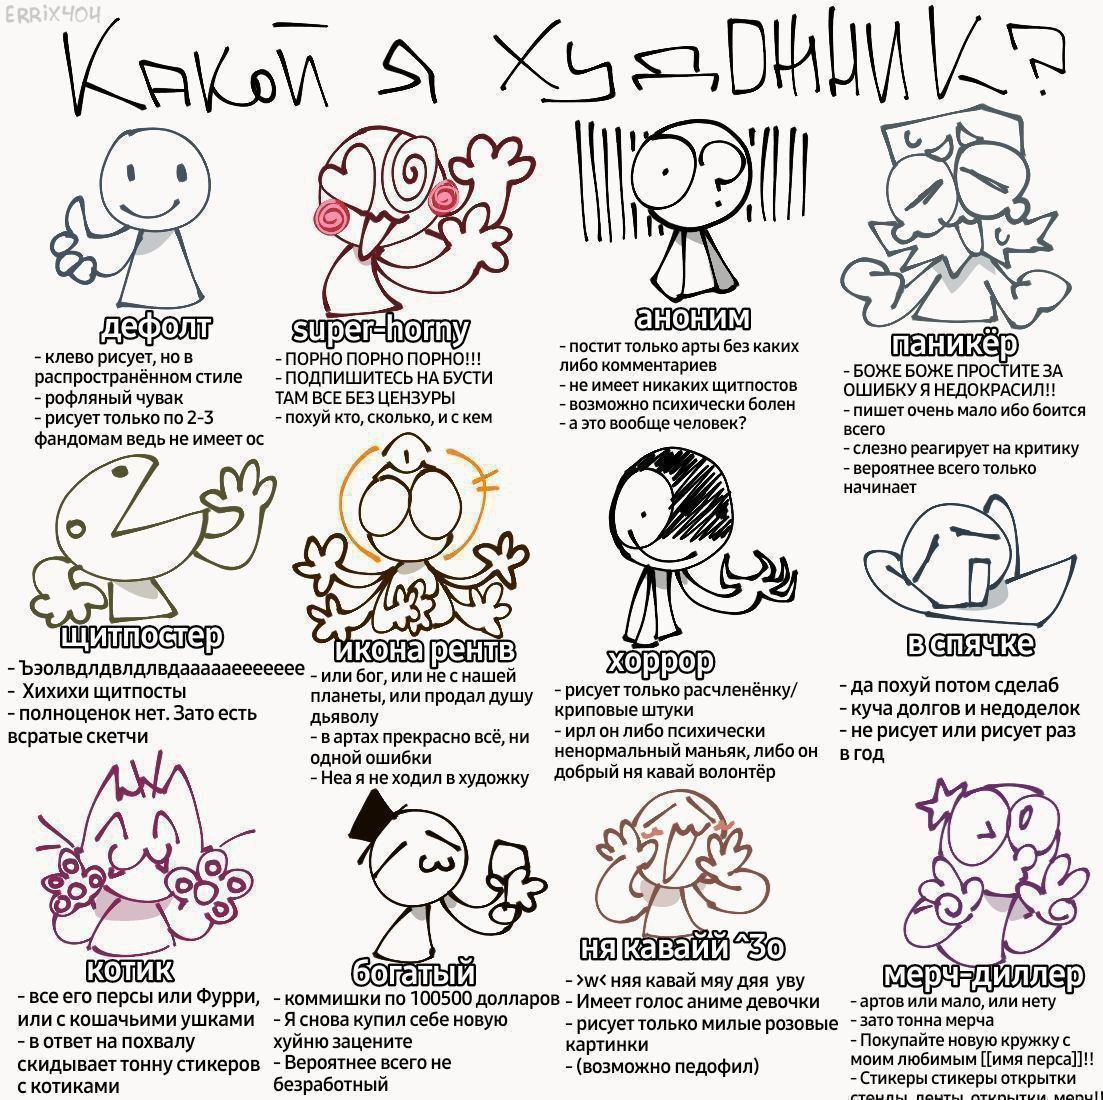 ERRIX404
Какой я художник?
дефолт
- клево рисует, но в
распространённом стиле
- рофляный чувак
- рисует только по 2-3
фандомам ведь не имеет ос
super-horny
- ПОРНО ПОРНО ПОРНО!!!
- ПОДПИШИТЕСЬ НА БУСТИ
ТАМ ВСЕ БЕЗ ЦЕНЗУРЫ
- похуй кто, сколько, и с кем
аноним
- постит только арты без каких
либо комментариев
- не имеет никаких щитпостов
- возможно психически болен
- а это вообще человек?
паникёр
- БОЖЕ БОЖЕ ПРОСТИТЕ ЗА
ОШИБКУ Я НЕДОКРАСИЛ!!
- пишет очень мало ибо боится
всего
- слезно реагирует на критику
- вероятнее всего только
начинает
щитпостер
- Ъэолвдлдвлдлвдаааааеееееее
- Хихихи щитпосты
- полноценок нет. Зато есть
всратые скетчи
икона рентв
- или бог, или не с нашей
планеты, или продал душу
дьяволу
- в артах прекрасно всё, ни
одной ошибки
- Неа я не ходил в художку
хоррор
- рисует только расчленёнку/
криповые штуки
- ирл он либо психически
ненормальный маньяк, либо он
добрый ня кавай волонтёр
в спячке
- да похуй потом сделаб
- куча долгов и недоделок
- не рисует или рисует раз
в год
котик
- все его персы или Фурри,
или с кошачьими ушками
- в ответ на похвалу
скидывает тонну стикеров
с котиками
богатый
- коммишки по 100500 долларов
- Я снова купил себе новую
хуйню зацените
- Вероятнее всего не
безработный
ня кавайй ^3о
- >w< няя кавай мяу дяя уву
- Имеет голос аниме девочки
- рисует только милые розовые
картинки
- (возможно педофил)
мерч-диллер
- артов или мало, или нету
- зато тонна мерча
- Покупайте новую кружку с
моим любимым [[имя перса]]!!
- Стикеры стикеры открытки
стенды, ленты, открытки, мерч!!